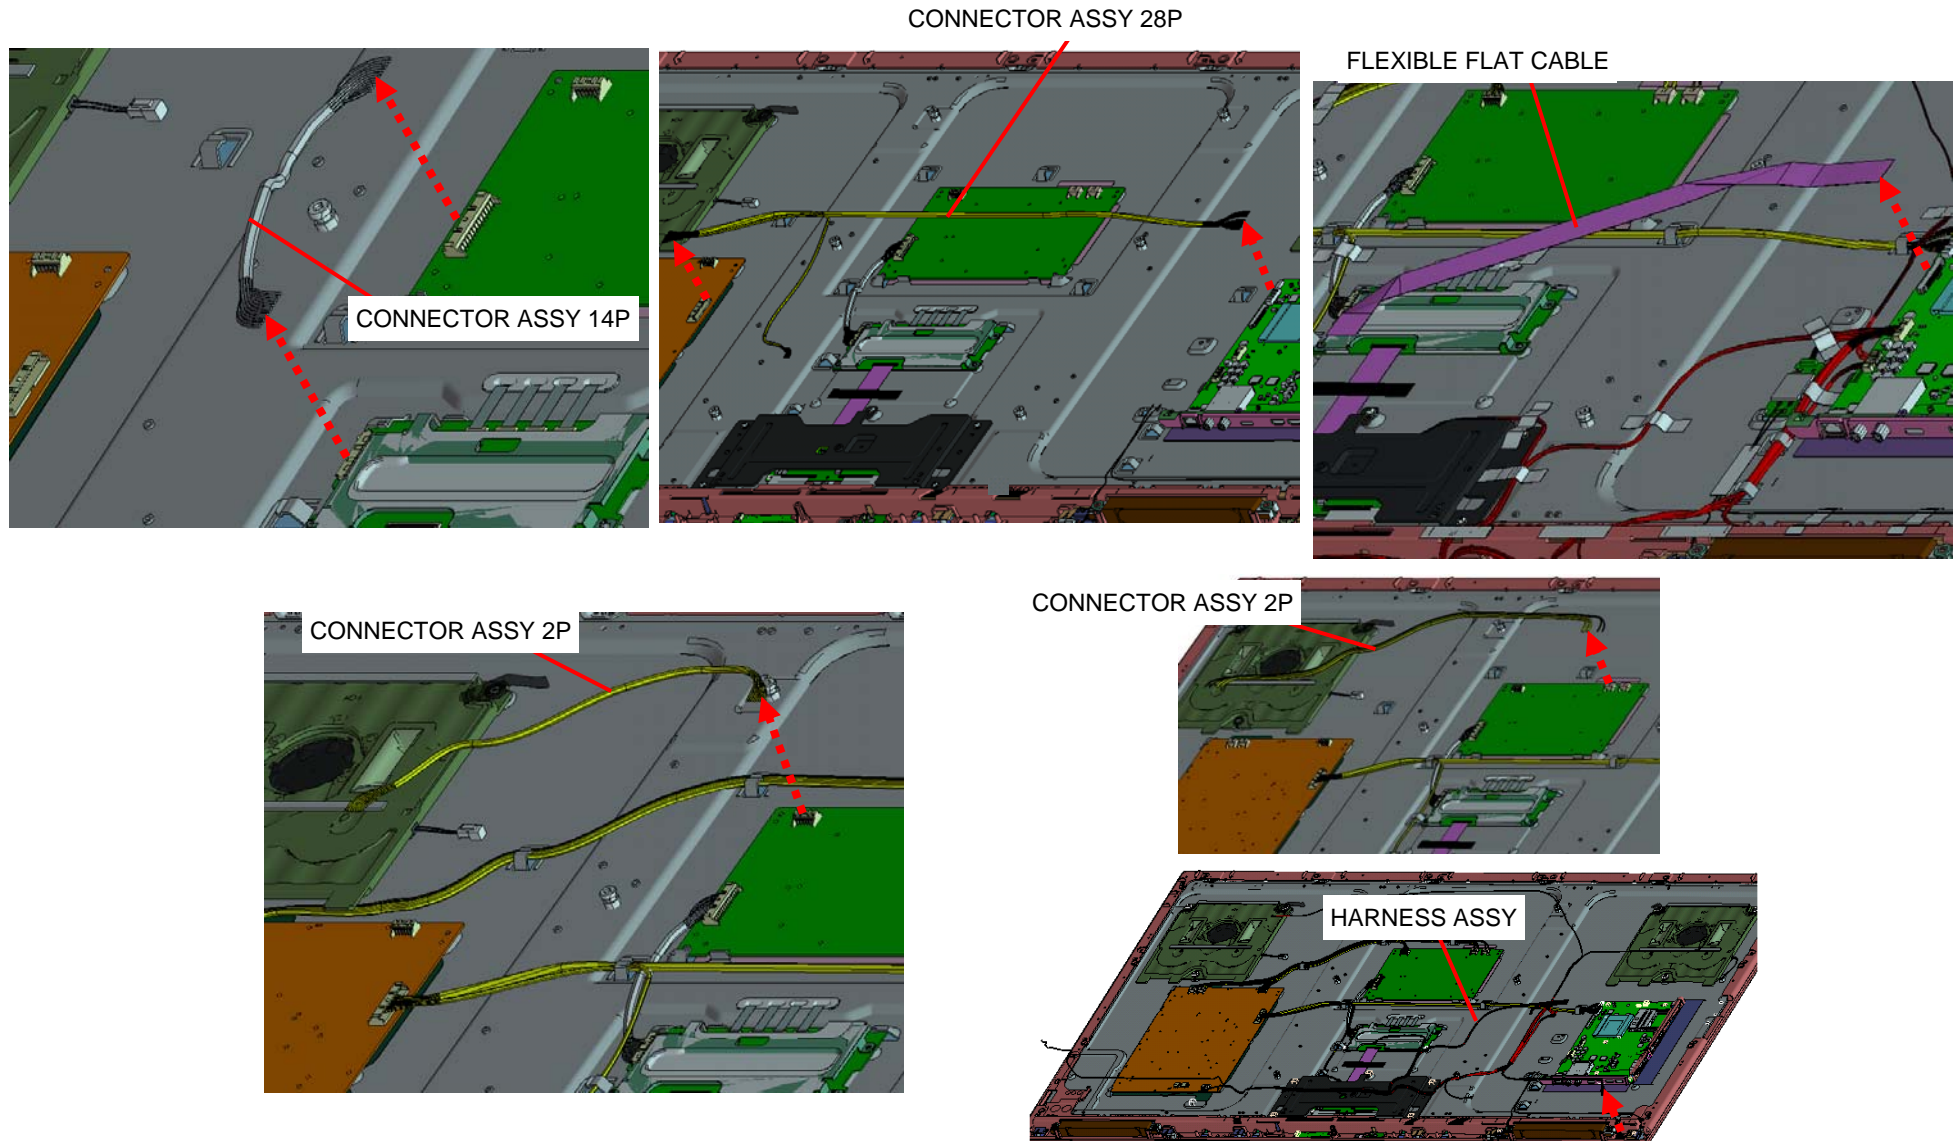 CONNECTOR ASSY 28P
FLEXIBLE FLAT CABLE
CONNECTOR ASSY 14P
CONNECTOR ASSY 2P
CONNECTOR ASSY 2P
HARNESS ASSY